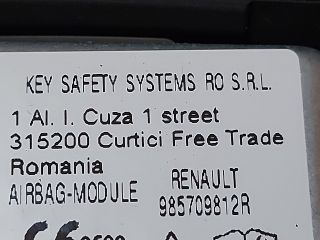 KEY SAFETY SYSTEMS RO S.R.L.
1 Al. I. Cuza 1 street
315200 Curtici Free Trade
Romania
AIRBAG-MODULE RENAULT
985709812R